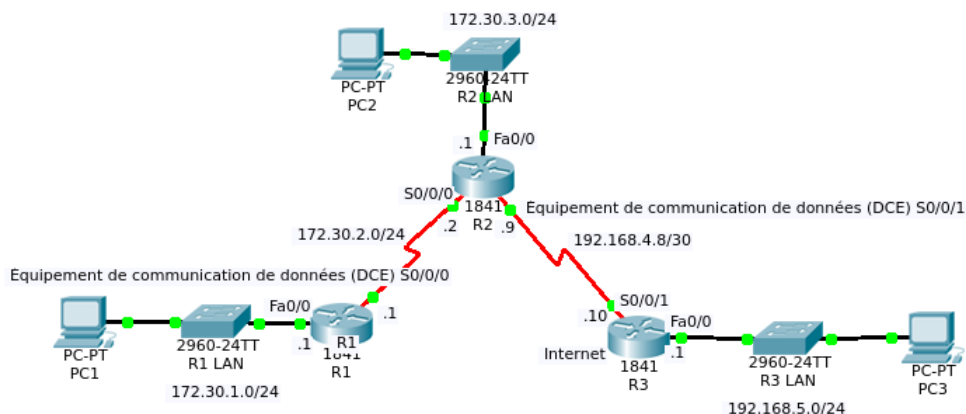 172.30.3.0/24
PC-PT
PC2
2960-24TT
R2 LAN
.1
Fa0/0
S0/0/0
1841
R2
.2
.9
Equipement de communication de données (DCE) S0/0/1
172.30.2.0/24
192.168.4.8/30
Equipement de communication de données (DCE) S0/0/0
Fa0/0
.1
.1
R1
1841
R1
PC-PT
PC1
2960-24TT
R1 LAN
172.30.1.0/24
S0/0/1
.10
Fa0/0
.1
Internet
1841
R3
2960-24TT
R3 LAN
PC-PT
PC3
192.168.5.0/24